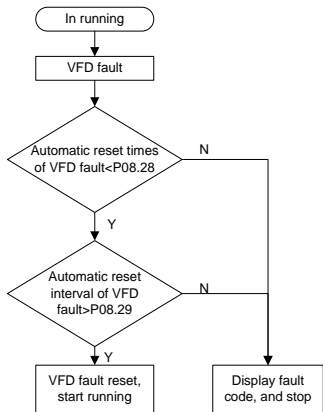 In running
VFD fault
Automatic reset times
of VFD fault<P08.28
N
Y
Automatic reset
interval of VFD
fault>P08.29
N
Y
VFD fault reset,
start running
Display fault
code, and stop